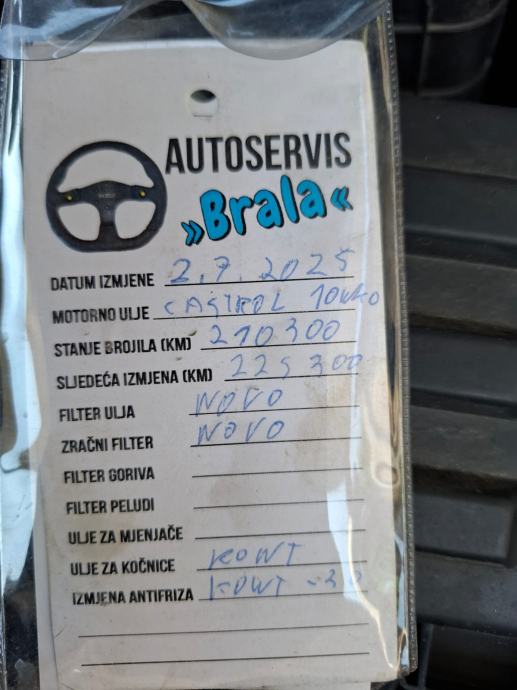 AUTOSERVIS
»Brala«
DATUM IZMJENE 2.7.2025
MOTORNO ULJE CASTROL 10W40
STANJE BROJILA (KM) 210300
SLJEDEĆA IZMJENA (KM) 225300
FILTER ULJA NOVO
ZRAČNI FILTER NOVO
FILTER GORIVA
FILTER PELUDI
ULJE ZA MJENJAČE
ULJE ZA KOČNICE KONT
IZMJENA ANTIFRIZA KONT -30